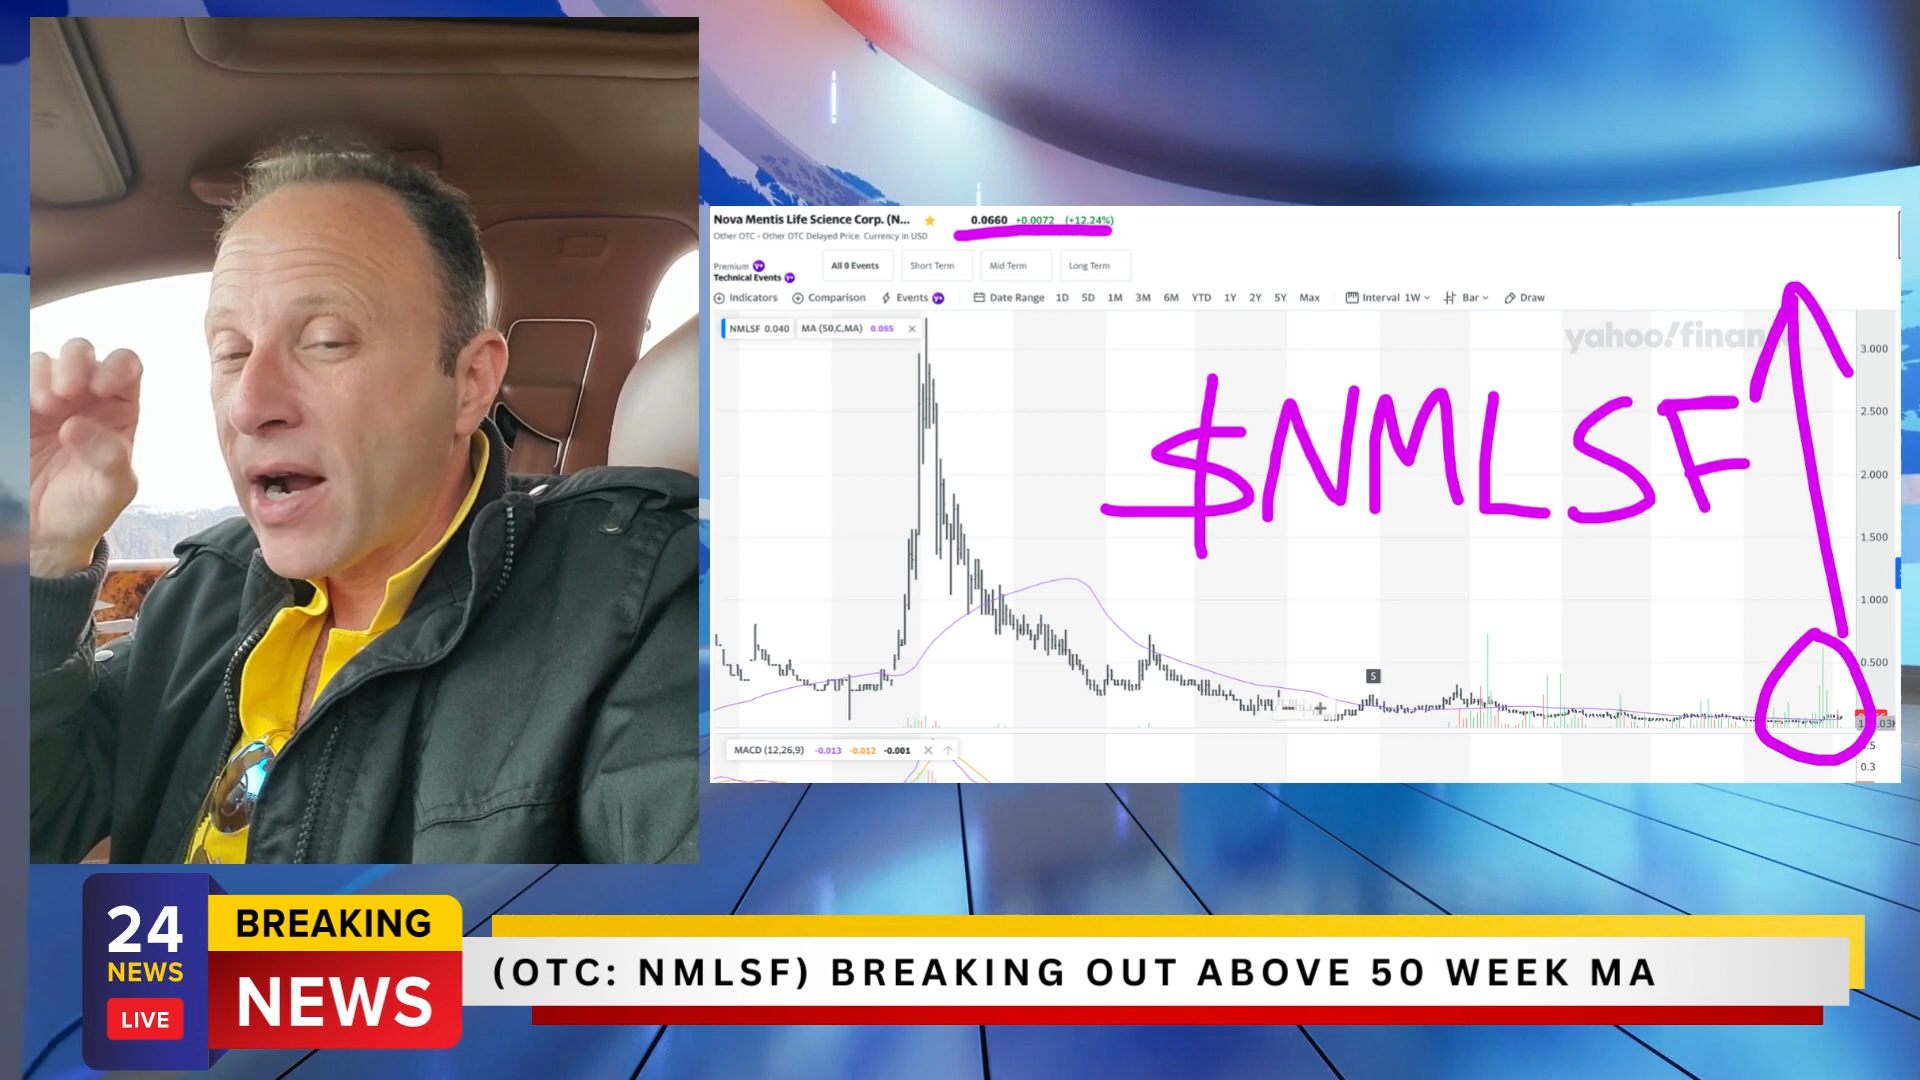 Nova Mentis Life Science Corp. (N... 0.0660 +0.0072 (+12.24%)
Other OTC - Other OTC Delayed Price. Currency in USD
Premium Y+
Technical Events Y+
All 0 Events Short Term Mid Term Long Term
Indicators Comparison Events Y+ Date Range 1D 5D 1M 3M 6M YTD 1Y 2Y 5Y Max Interval 1W Bar Draw
NMLSF 0.040 MA (50,C,MA) 0.085
yahoo!finan
3.000
2.500
2.000
1.500
1.000
0.500
$NMLSF
S
MACD (12,26,9) -0.013 -0.012 -0.001
0.3
24
NEWS
LIVE
BREAKING
NEWS
(OTC: NMLSF) BREAKING OUT ABOVE 50 WEEK MA